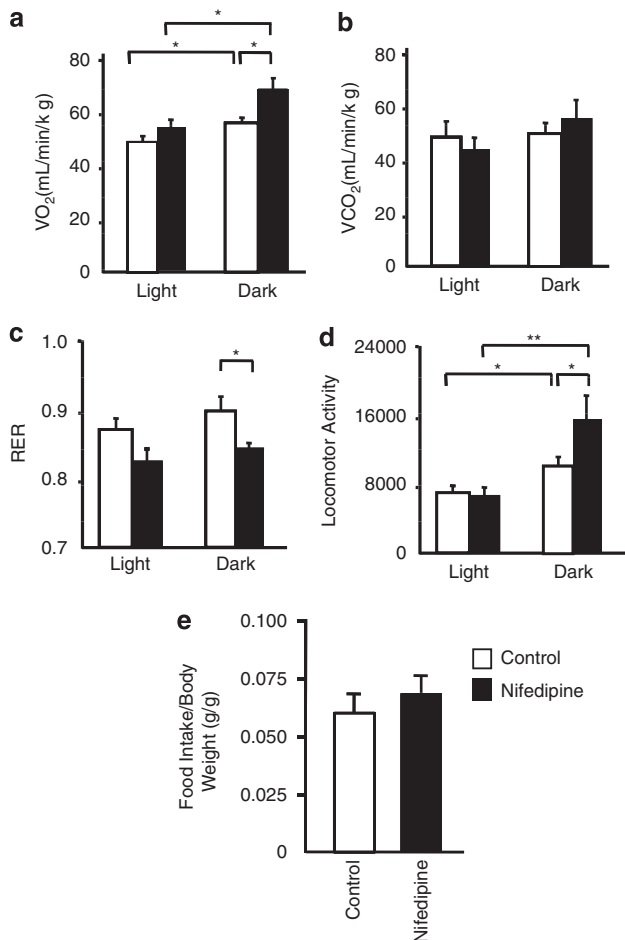 a
*
*
*
80
60
40
20
0
VO2(mL/min/k g)
Light
Dark
b
80
60
40
20
0
VCO2(mL/min/k g)
Light
Dark
c
*
1.0
0.9
0.8
0.7
RER
Light
Dark
d
**
*
*
24000
16000
8000
0
Locomotor Activity
Light
Dark
e
0.100
0.075
0.050
0.025
0
Food Intake/Body
Weight (g/g)
Control
Nifedipine
Control
Nifedipine